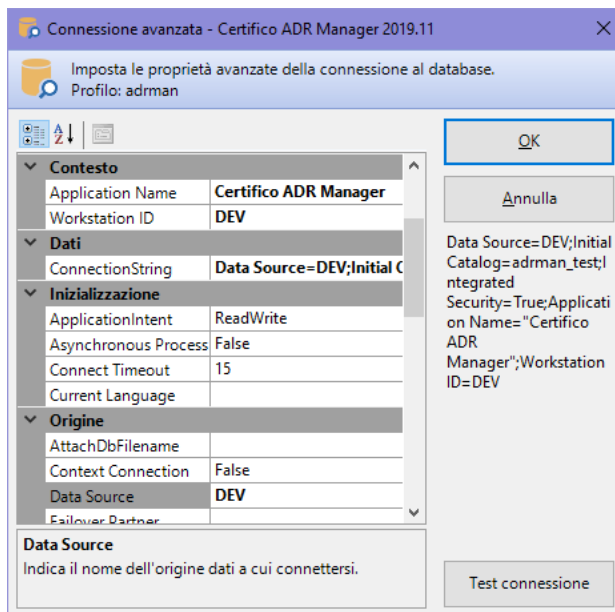 Connessione avanzata - Certifico ADR Manager 2019.11
Imposta le proprietà avanzate della connessione al database.
Profilo: adrman
Contesto
Application Name Certifico ADR Manager
Workstation ID DEV
Dati
ConnectionString Data Source=DEV;Initial C
Inizializzazione
ApplicationIntent ReadWrite
Asynchronous Process False
Connect Timeout 15
Current Language
Origine
AttachDbFilename
Context Connection False
Data Source DEV
Failover Partner
Data Source
Indica il nome dell'origine dati a cui connettersi.
OK
Annulla
Data Source=DEV;Initial
Catalog=adrman_test;I
ntegrated
Security=True;Applicati
on Name="Certifico
ADR
Manager";Workstation
ID=DEV
Test connessione